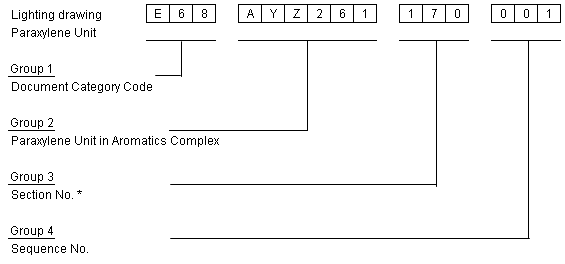 Lighting drawing E 6 8 A Y Z 2 6 1 1 7 0 0 0 1
Paraxylene Unit
Group 1
Document Category Code
Group 2
Paraxylene Unit in Aromatics Complex
Group 3
Section No. *
Group 4
Sequence No.